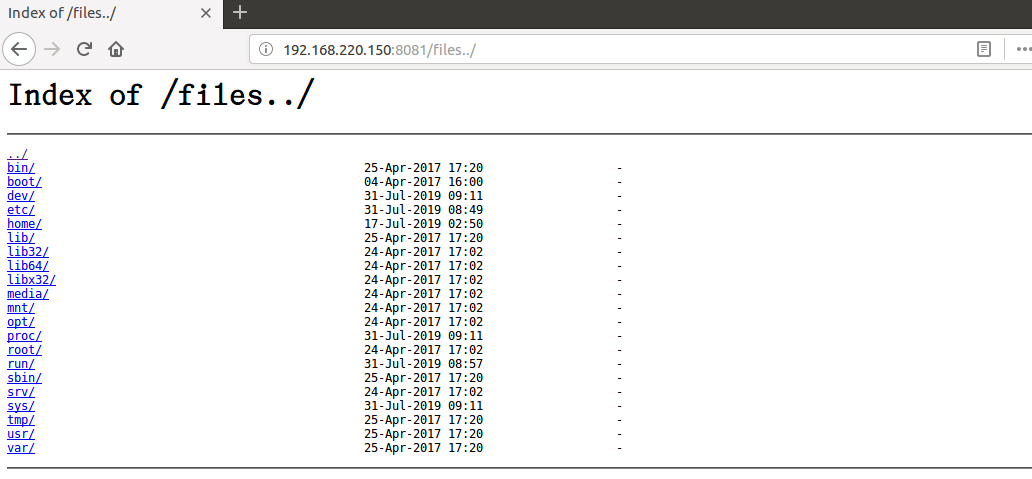 Index of /files../
192.168.220.150:8081/files../
Index of /files../
../
bin/ 25-Apr-2017 17:20 -
boot/ 04-Apr-2017 16:00 -
dev/ 31-Jul-2019 09:11 -
etc/ 31-Jul-2019 08:49 -
home/ 17-Jul-2019 02:50 -
lib/ 25-Apr-2017 17:20 -
lib32/ 24-Apr-2017 17:02 -
lib64/ 24-Apr-2017 17:02 -
libx32/ 24-Apr-2017 17:02 -
media/ 24-Apr-2017 17:02 -
mnt/ 24-Apr-2017 17:02 -
opt/ 24-Apr-2017 17:02 -
proc/ 31-Jul-2019 09:11 -
root/ 24-Apr-2017 17:02 -
run/ 31-Jul-2019 08:57 -
sbin/ 25-Apr-2017 17:20 -
srv/ 24-Apr-2017 17:02 -
sys/ 31-Jul-2019 09:11 -
tmp/ 25-Apr-2017 17:20 -
usr/ 25-Apr-2017 17:20 -
var/ 25-Apr-2017 17:20 -